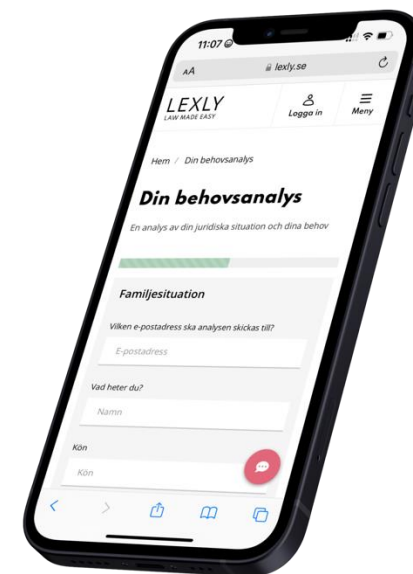 11:07
AA
lexly.se
LEXLY
LAW MADE EASY
Logga in
Meny
Hem / Din behovsanalys
Din behovsanalys
En analys av din juridiska situation och dina behov
Familjesituation
Vilken e-postadress ska analysen skickas till?
E-postadress
Vad heter du?
Namn
Kön
Kön